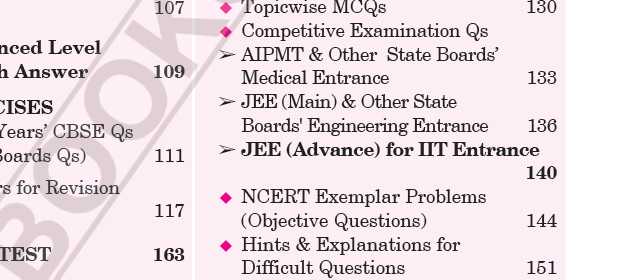 107
nced Level
h Answer 109
CISES
Years' CBSE Qs
Boards Qs) 111
rs for Revision
117
TEST 163
Topicwise MCQs 130
Competitive Examination Qs
AIPMT & Other State Boards'
Medical Entrance 133
JEE (Main) & Other State
Boards' Engineering Entrance 136
JEE (Advance) for IIT Entrance
140
NCERT Exemplar Problems
(Objective Questions) 144
Hints & Explanations for
Difficult Questions 151
BOOK